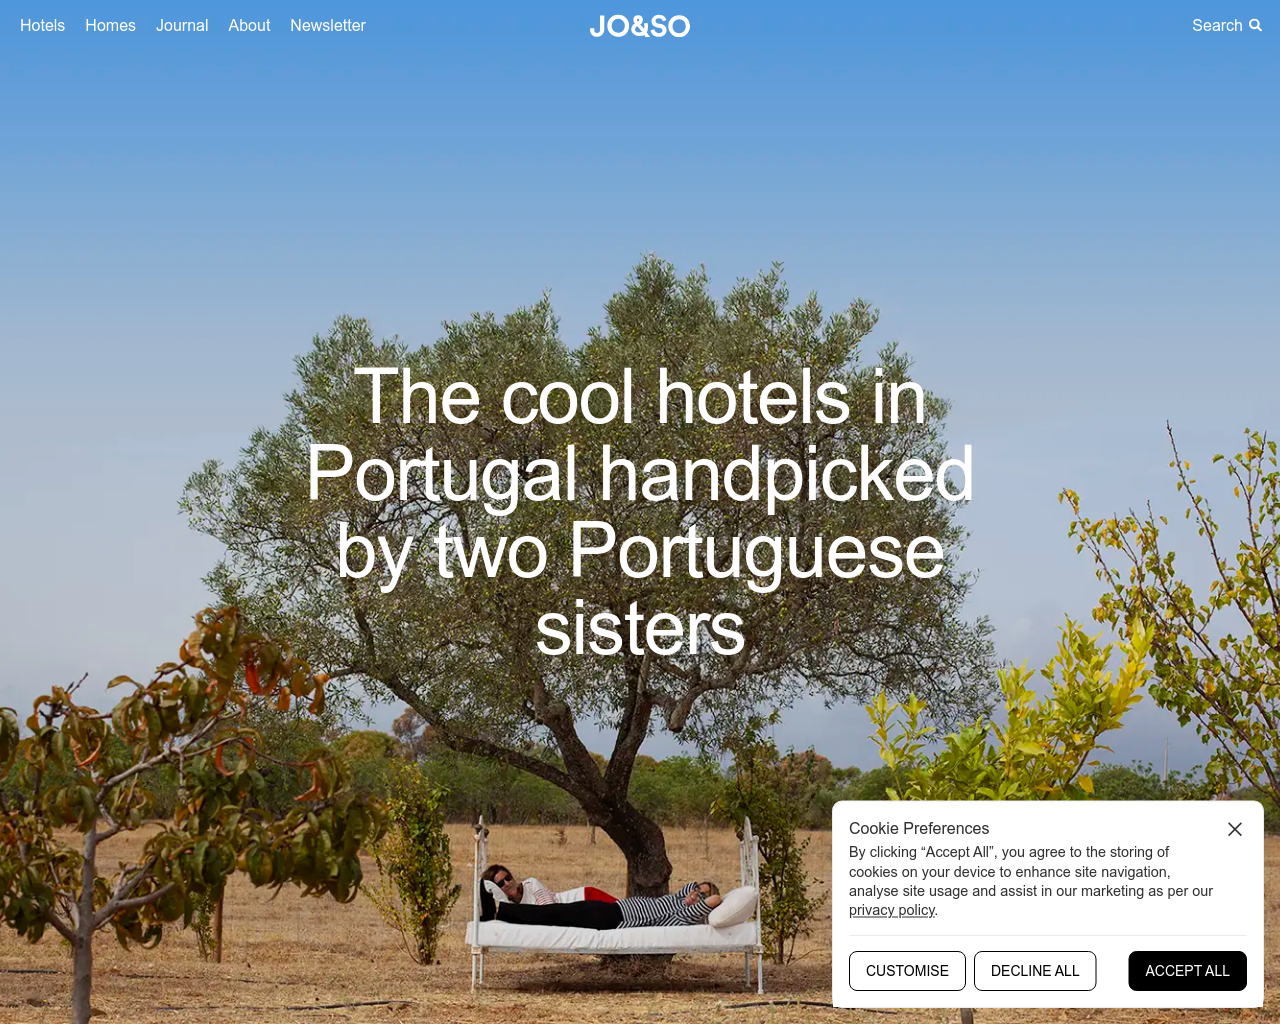 Hotels Homes Journal About Newsletter JO&SO Search
The cool hotels in
Portugal handpicked
by two Portuguese
sisters
Cookie Preferences
By clicking “Accept All”, you agree to the storing of
cookies on your device to enhance site navigation,
analyse site usage and assist in our marketing as per our
privacy policy.
CUSTOMISE DECLINE ALL ACCEPT ALL